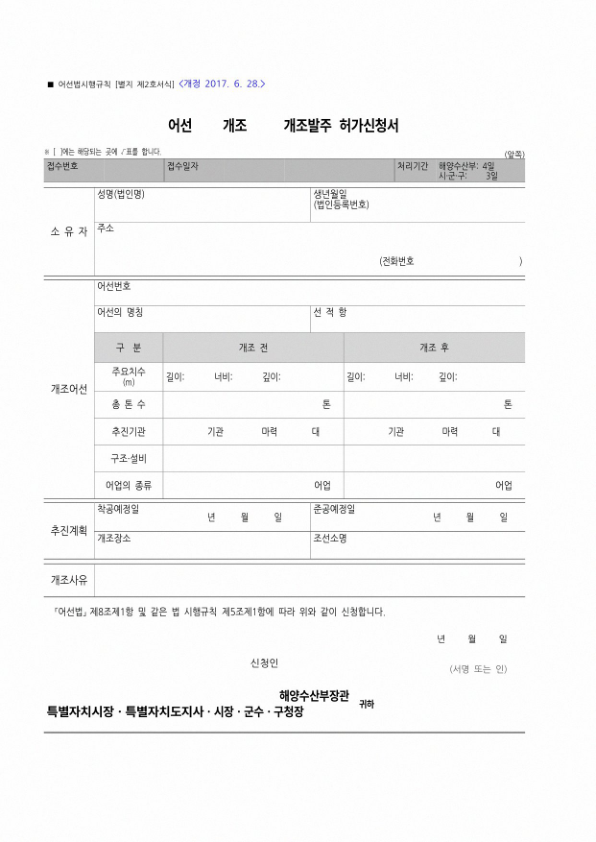 ■ 어선법시행규칙 [별지 제2호서식] <개정 2017. 6. 28.>
어선 개조 개조발주 허가신청서
※ [ ]에는 해당되는 곳에 √표를 합니다. (앞쪽)
접수번호 접수일자 처리기간 해양수산부: 4일
시·군·구: 3일
소 유 자
성명(법인명) 생년월일
(법인등록번호)
주소
(전화번호 )
개조어선
어선번호
어선의 명칭 선 적 항
구 분 개조 전 개조 후
주요치수
(m)
길이: 너비: 깊이: 길이: 너비: 깊이:
총 톤 수 톤 톤
추진기관 기관 마력 대 기관 마력 대
구조·설비
어업의 종류 어업 어업
추진계획
착공예정일 준공예정일
년 월 일 년 월 일
개조장소 조선소명
개조사유
「어선법」 제8조제1항 및 같은 법 시행규칙 제5조제1항에 따라 위와 같이 신청합니다.
년 월 일
신청인 (서명 또는 인)
해양수산부장관
특별자치시장 · 특별자치도지사 · 시장 · 군수 · 구청장 귀하